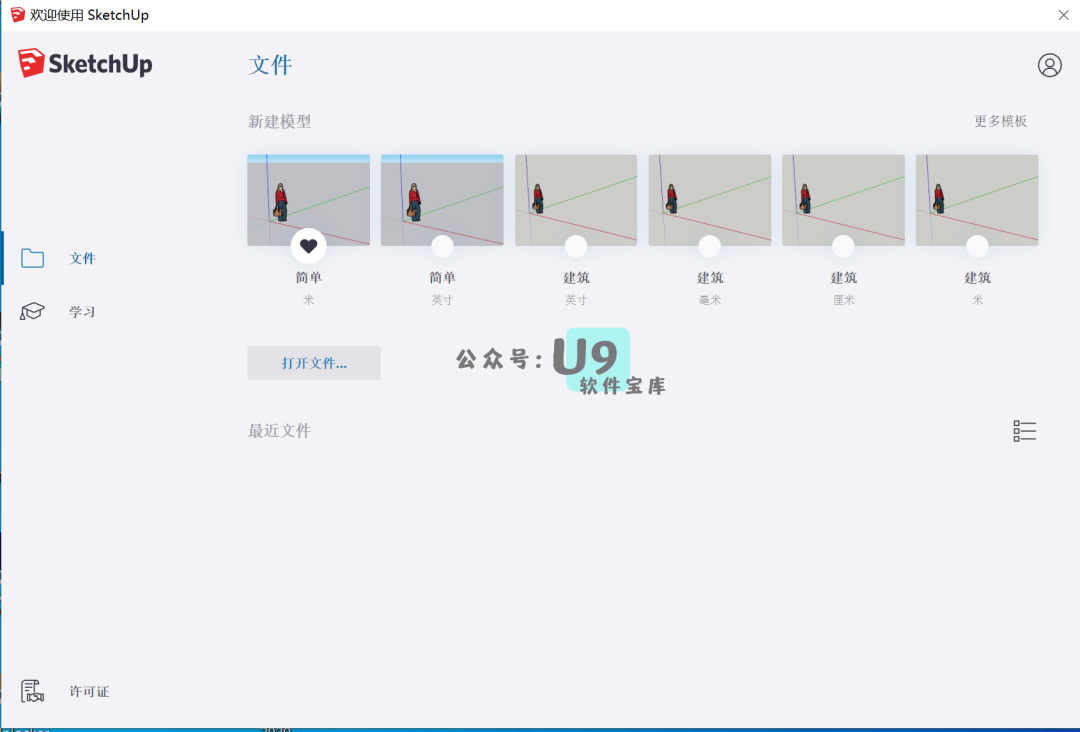 欢迎使用 SketchUp
SketchUp
文件
新建模型
更多模板
简单
米
简单
英寸
建筑
英寸
建筑
毫米
建筑
厘米
建筑
米
文件
学习
打开文件...
公众号:U9
软件宝库
最近文件
许可证
2020